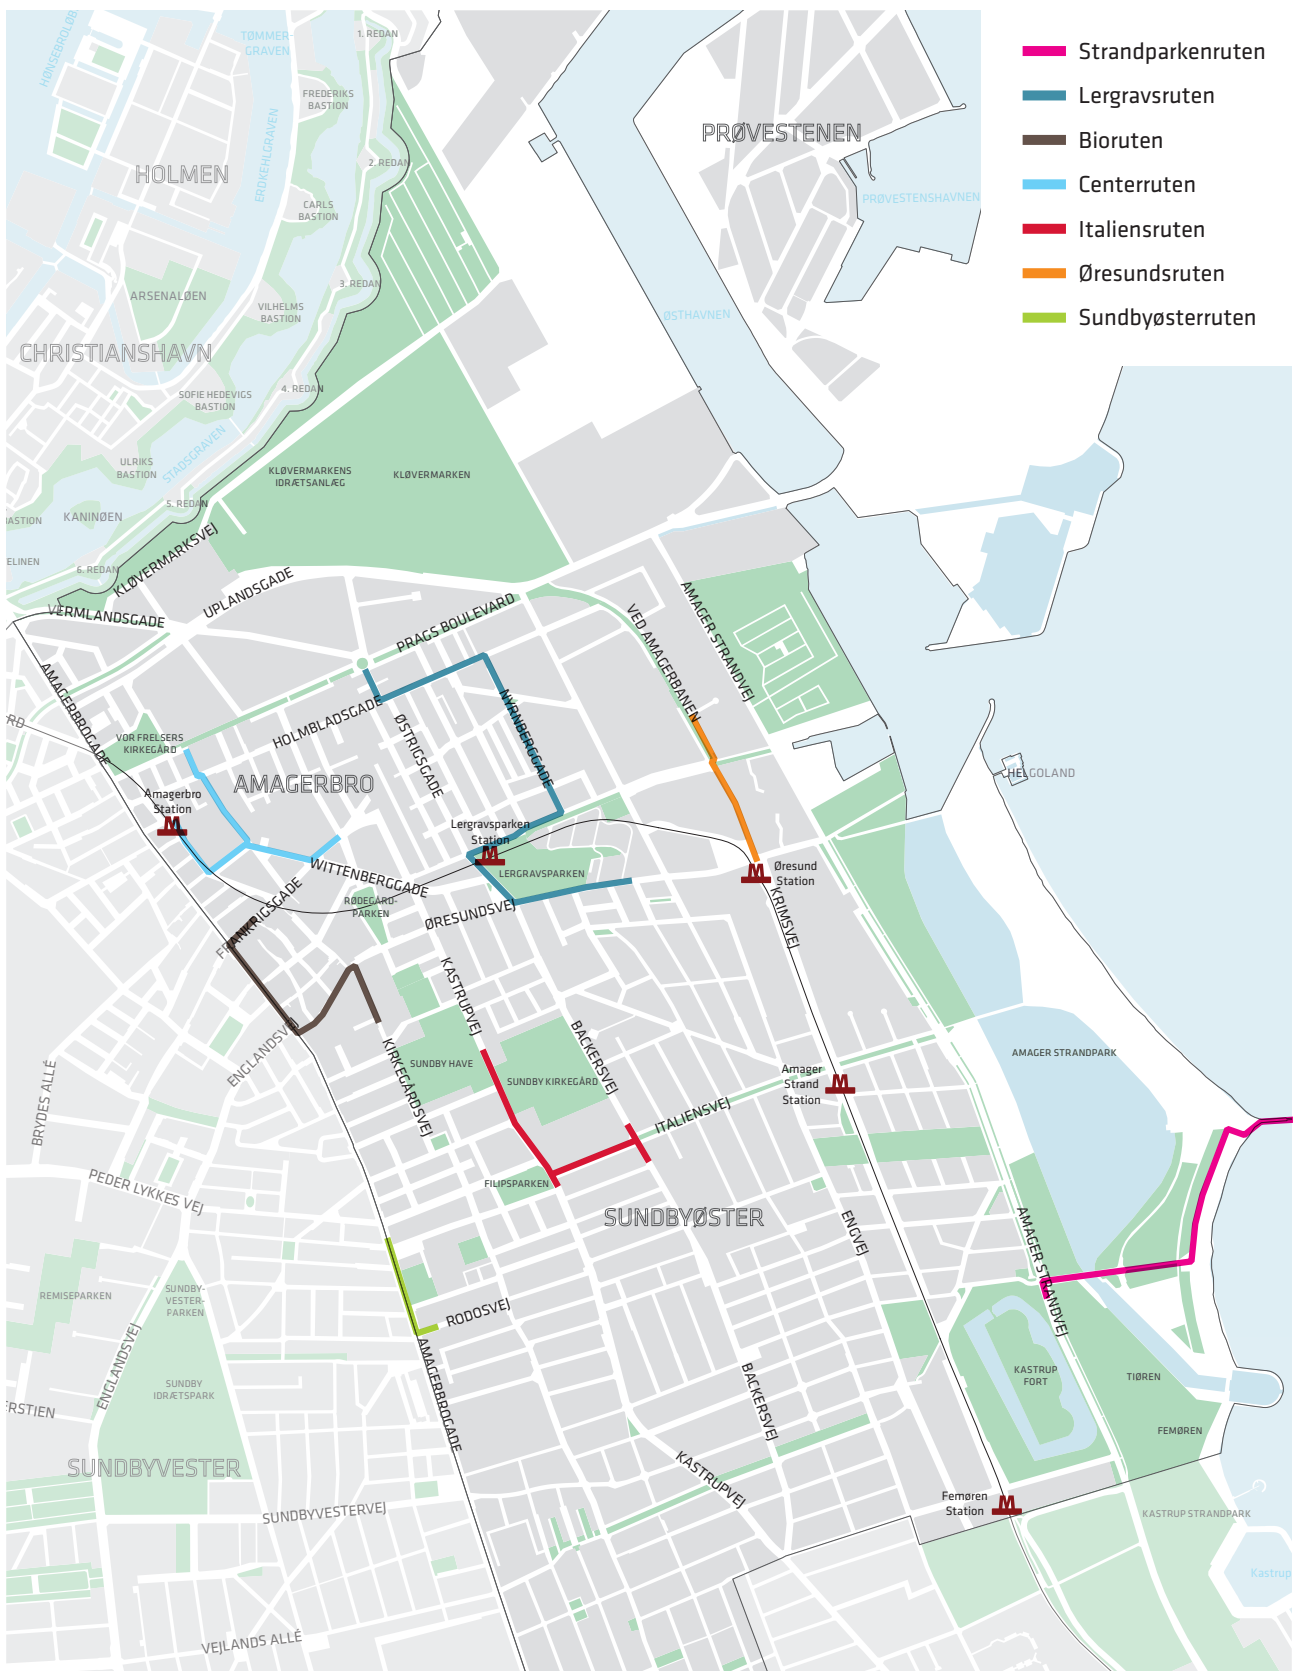 Strandparkenruten
Lergravsruten
Bioruten
Centerruten
Italiensruten
Øresundsruten
Sundbyøsterruten
HØNSEBROLØB
TØMMER-
GRAVEN
1. REDAN
FREDERIKS
BASTION
ERDKEHLGRAVEN
PRØVESTENEN
2. REDAN
HOLMEN
PRØVESTENSHAVNEN
CARLS
BASTION
3. REDAN
ARSENALØEN
VILHELMS
BASTION
ØSTHAVNEN
CHRISTIANSHAVN
4. REDAN
SOFIE HEDEVIGS
BASTION
STADSGRAVEN
ULRIKS
BASTION
KLØVERMARKENS
IDRÆTSANLÆG
KLØVERMARKEN
5. REDAN
KANINØEN
BASTION
ELINEN
6. REDAN
KLØVERMARKSVEJ
UPLANDSGADE
VERMLANDSGADE
PRAGS BOULEVARD
VED AMAGERBANEN
AMAGER STRANDVEJ
AMAGERBROGADE
RD
HOLMBLADSGADE
ØSTRIGSGADE
NYRNBERGGADE
VOR FRELSERS
KIRKEGÅRD
AMAGERBRO
HELGOLAND
Amagerbro
Station
Lergravsparken
Station
WITTENBERGGADE
LERGRAVSPARKEN
Øresund
Station
FRANKRIGSGADE
RØDEGÅRD-
PARKEN
ØRESUNDSVEJ
KRIMSVEJ
KASTRUPVEJ
ENGLANDSVEJ
BACKERSVEJ
KIRKEGÅRDSVEJ
SUNDBY HAVE
SUNDBY KIRKEGÅRD
AMAGER STRANDPARK
Amager
Strand
Station
BRYDES ALLÉ
ITALIENSVEJ
PEDER LYKKES VEJ
FILIPSPARKEN
SUNDBYØSTER
ENGVEJ
AMAGER STRANDVEJ
REMISEPARKEN
SUNDBY-
VESTER-
PARKEN
RODOSVEJ
ENGLANDSVEJ
AMAGERBROGADE
SUNDBY
IDRÆTSPARK
BACKERSVEJ
KASTRUP
FORT
TIØREN
ERSTIEN
FEMØREN
SUNDBYVESTER
KASTRUPVEJ
Femøren
Station
SUNDBYVESTERVEJ
KASTRUP STRANDPARK
Kastrup
VEJLANDS ALLÉ